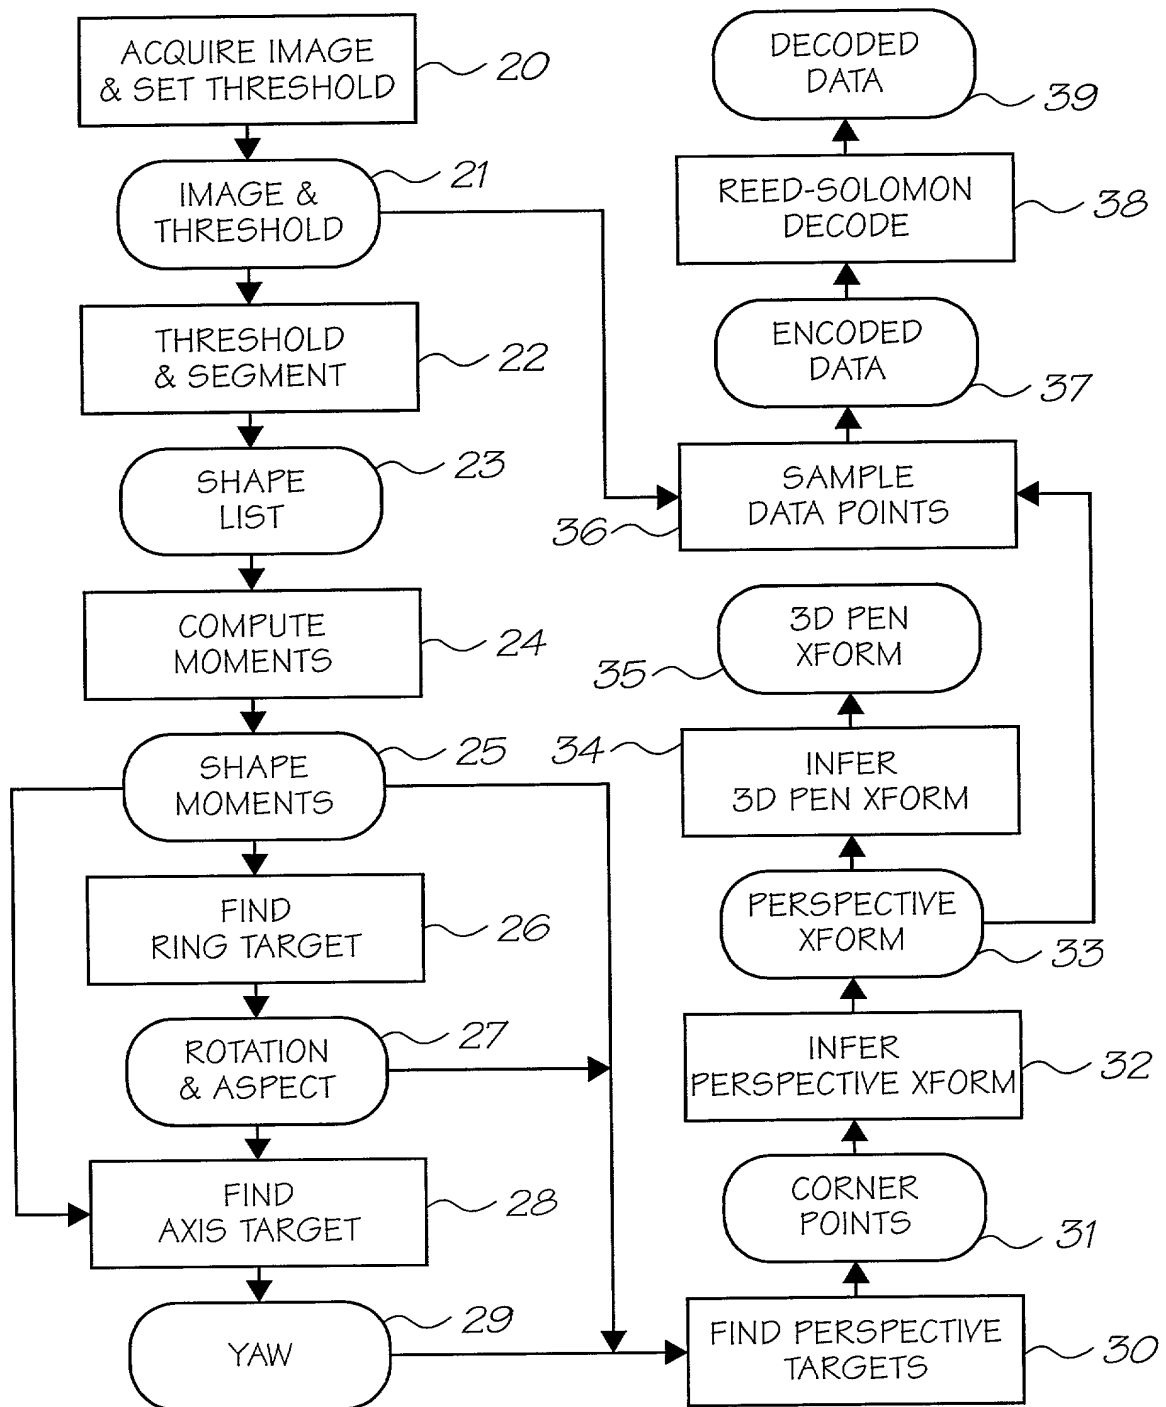 ACQUIRE IMAGE
& SET THRESHOLD
20
IMAGE &
THRESHOLD
21
THRESHOLD
& SEGMENT
22
SHAPE
LIST
23
COMPUTE
MOMENTS
24
SHAPE
MOMENTS
25
FIND
RING TARGET
26
ROTATION
& ASPECT
27
FIND
AXIS TARGET
28
YAW
29
FIND PERSPECTIVE
TARGETS
30
CORNER
POINTS
31
INFER
PERSPECTIVE XFORM
32
PERSPECTIVE
XFORM
33
INFER
3D PEN XFORM
34
3D PEN
XFORM
35
SAMPLE
DATA POINTS
36
ENCODED
DATA
37
REED-SOLOMON
DECODE
38
DECODED
DATA
39